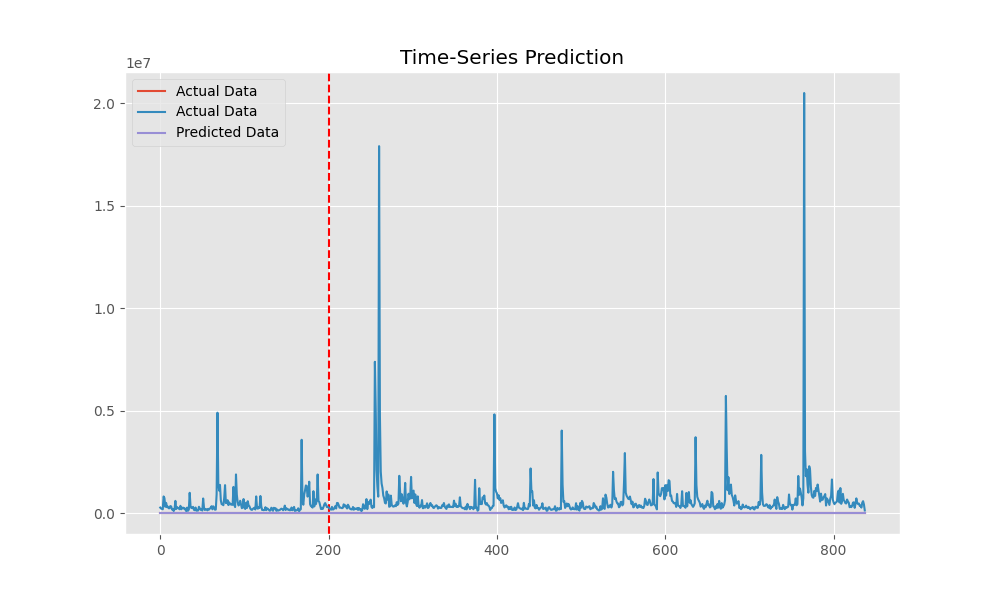 Time-Series Prediction
1e7
Actual Data
Actual Data
Predicted Data
2.0
1.5
1.0
0.5
0.0
0 200 400 600 800